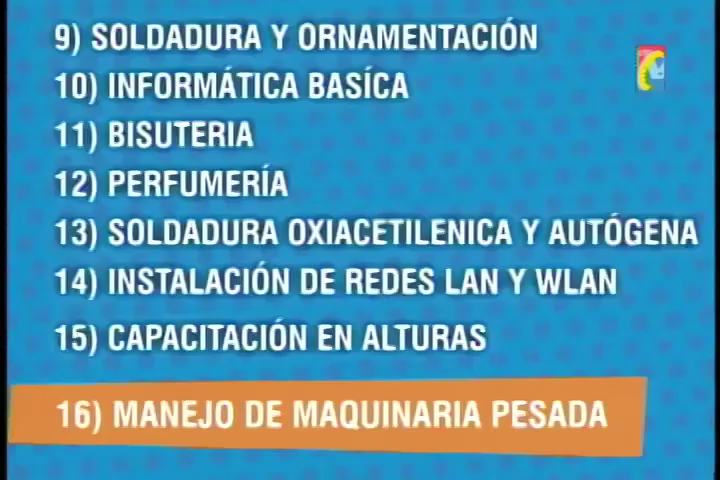 9) SOLDADURA Y ORNAMENTACIÓN
10) INFORMÁTICA BASÍCA
11) BISUTERIA
12) PERFUMERÍA
13) SOLDADURA OXIACETILENICA Y AUTÓGENA
14) INSTALACIÓN DE REDES LAN Y WLAN
15) CAPACITACIÓN EN ALTURAS
16) MANEJO DE MAQUINARIA PESADA